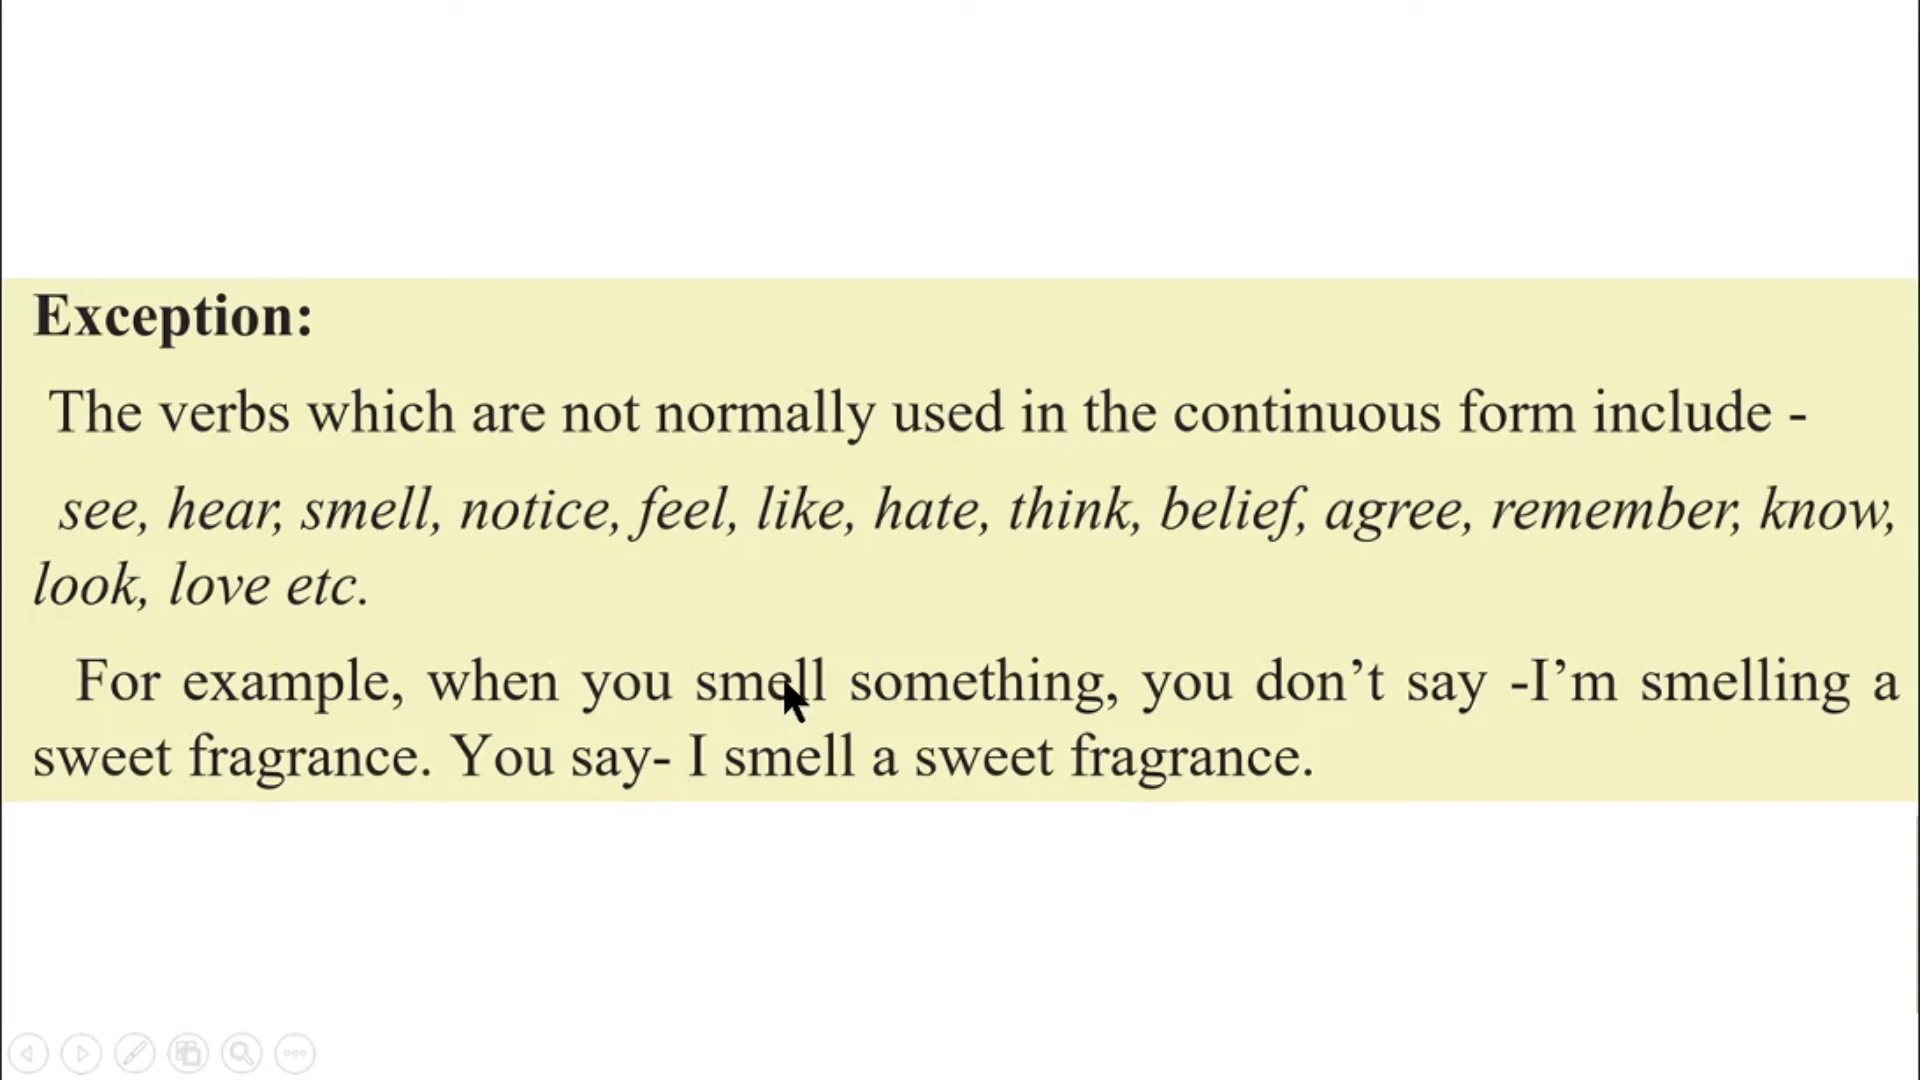 Exception:
The verbs which are not normally used in the continuous form include -
see, hear, smell, notice, feel, like, hate, think, belief, agree, remember, know,
look, love etc.
For example, when you smell something, you don’t say -I’m smelling a
sweet fragrance. You say- I smell a sweet fragrance.